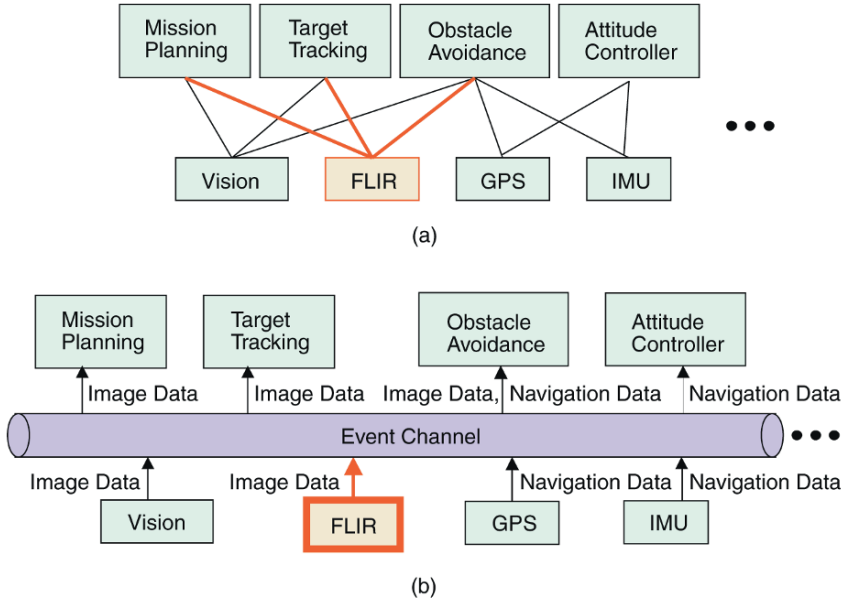 Mission
Planning
Target
Tracking
Obstacle
Avoidance
Attitude
Controller
Vision
FLIR
GPS
IMU
(a)
Mission
Planning
Target
Tracking
Obstacle
Avoidance
Attitude
Controller
Image Data
Image Data
Image Data, Navigation Data
Navigation Data
Event Channel
Image Data
Image Data
Navigation Data
Navigation Data
Vision
FLIR
GPS
IMU
(b)